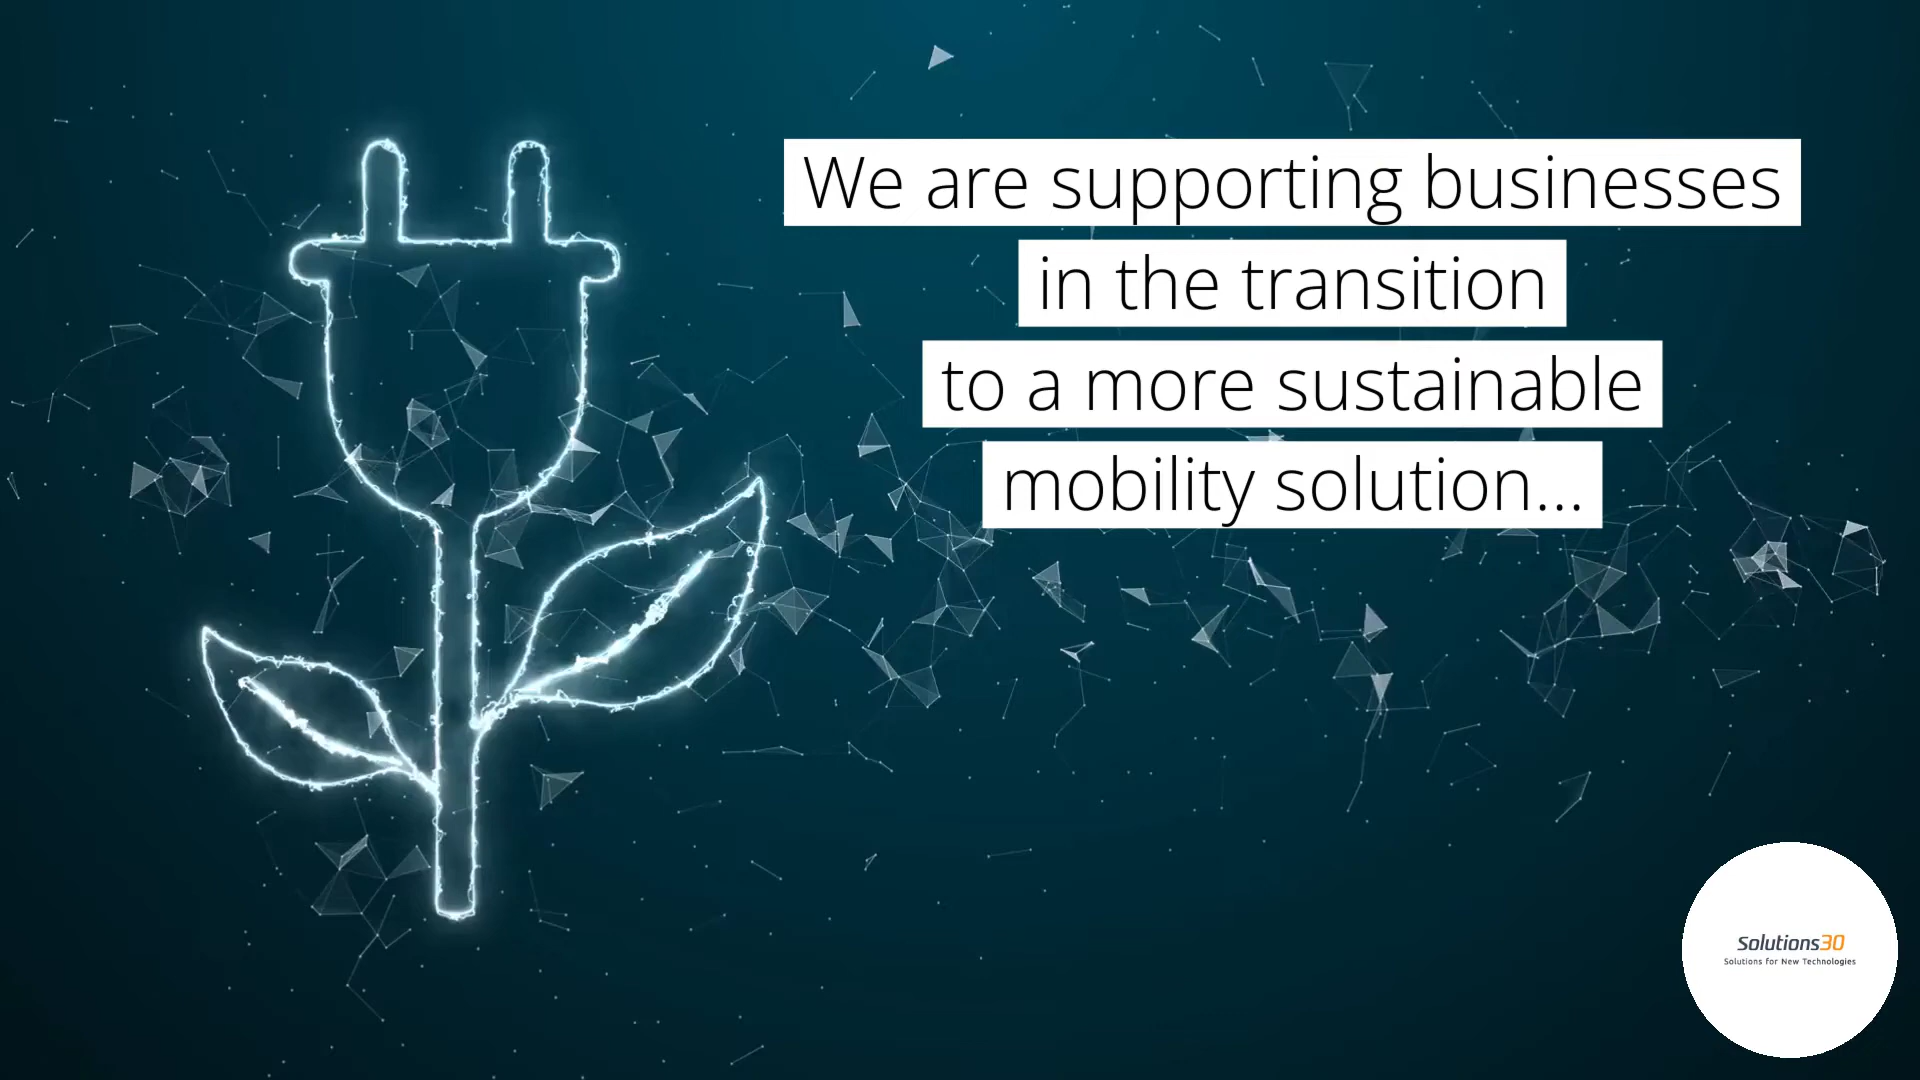 We are supporting businesses
in the transition
to a more sustainable
mobility solution...
Solutions30
Solutions for New Technologies